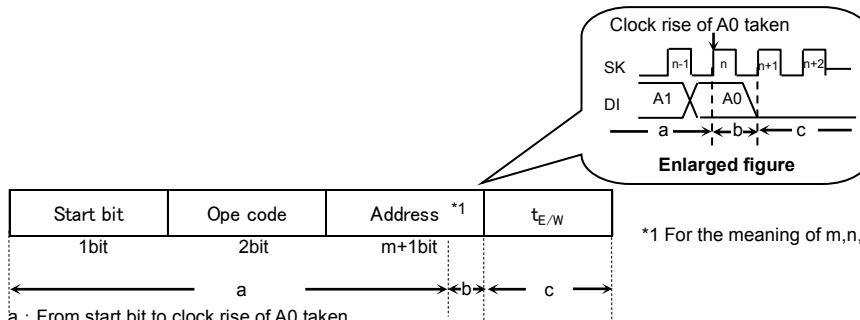 Clock rise of A0 taken
SK n-1 n n+1 n+2
DI A1 A0
a b c
Enlarged figure
Start bit Ope code Address *1 tE/W
1bit 2bit m+1bit
*1 For the meaning of m,n,
a b c
a : From start bit to clock rise of A0 taken